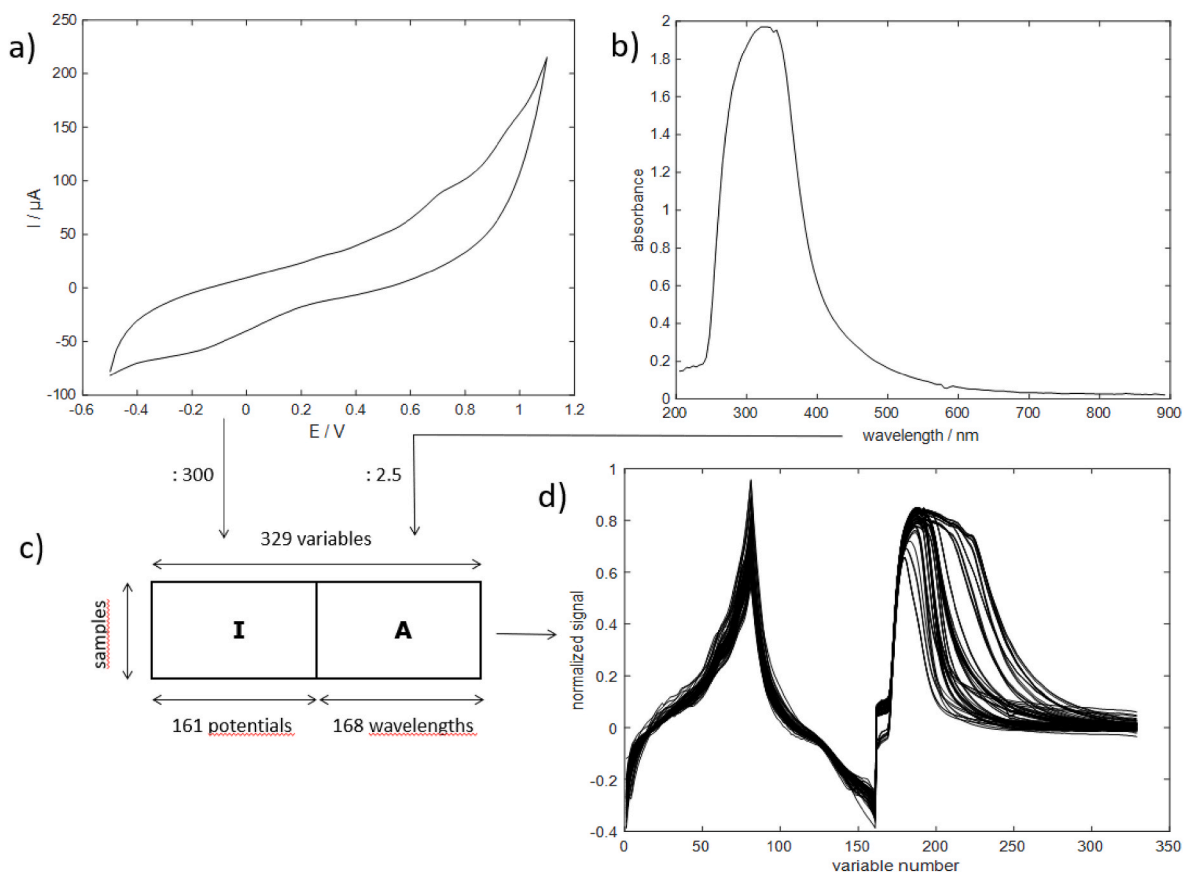 a)
250
200
150
100
50
0
-50
-100
I / µA
-0.6 -0.4 -0.2 0 0.2 0.4 0.6 0.8 1 1.2
E / V
b)
2
1.8
1.6
1.4
1.2
1
0.8
0.6
0.4
0.2
0
absorbance
200 300 400 500 600 700 800 900
wavelength / nm
: 300
: 2.5
c)
329 variables
samples
I A
161 potentials 168 wavelengths
d)
1
0.8
0.6
0.4
0.2
0
-0.2
-0.4
normalized signal
0 50 100 150 200 250 300 350
variable number